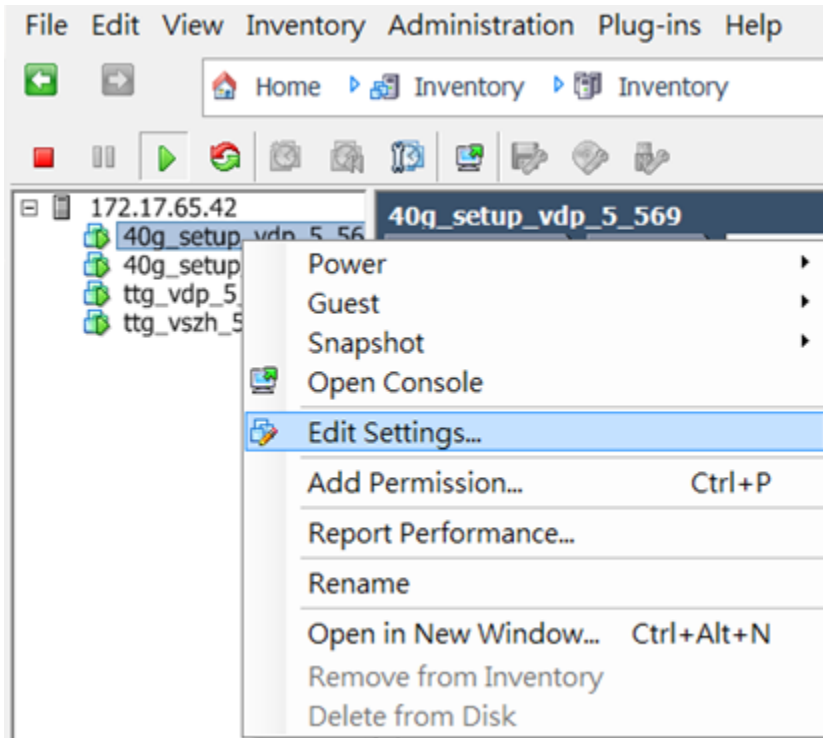 File Edit View Inventory Administration Plug-ins Help
Home Inventory Inventory
172.17.65.42
40g_setup_vdp_5_569
40g_setup_vdp_5_56
40g_setup
ttg_vdp_5
ttg_vszh_5
Power
Guest
Snapshot
Open Console
Edit Settings...
Add Permission... Ctrl+P
Report Performance...
Rename
Open in New Window... Ctrl+Alt+N
Remove from Inventory
Delete from Disk